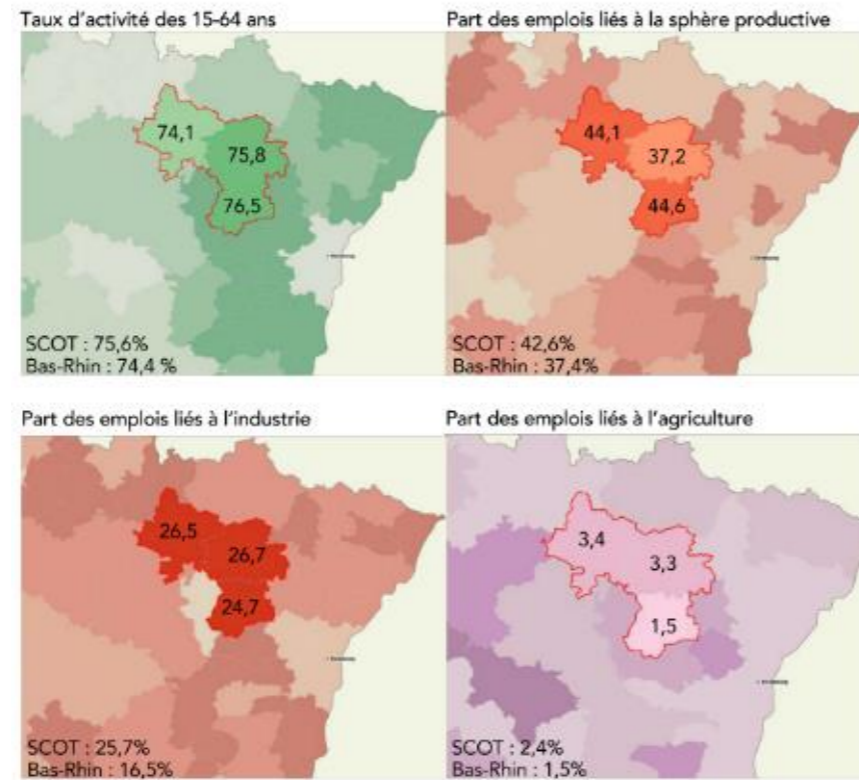 Taux d'activité des 15-64 ans
74,1
75,8
76,5
SCOT : 75,6%
Bas-Rhin : 74,4 %
Part des emplois liés à la sphère productive
44,1
37,2
44,6
SCOT : 42,6%
Bas-Rhin : 37,4%
Part des emplois liés à l'industrie
26,5
26,7
24,7
SCOT : 25,7%
Bas-Rhin : 16,5%
Part des emplois liés à l'agriculture
3,4
3,3
1,5
SCOT : 2,4%
Bas-Rhin : 1,5%